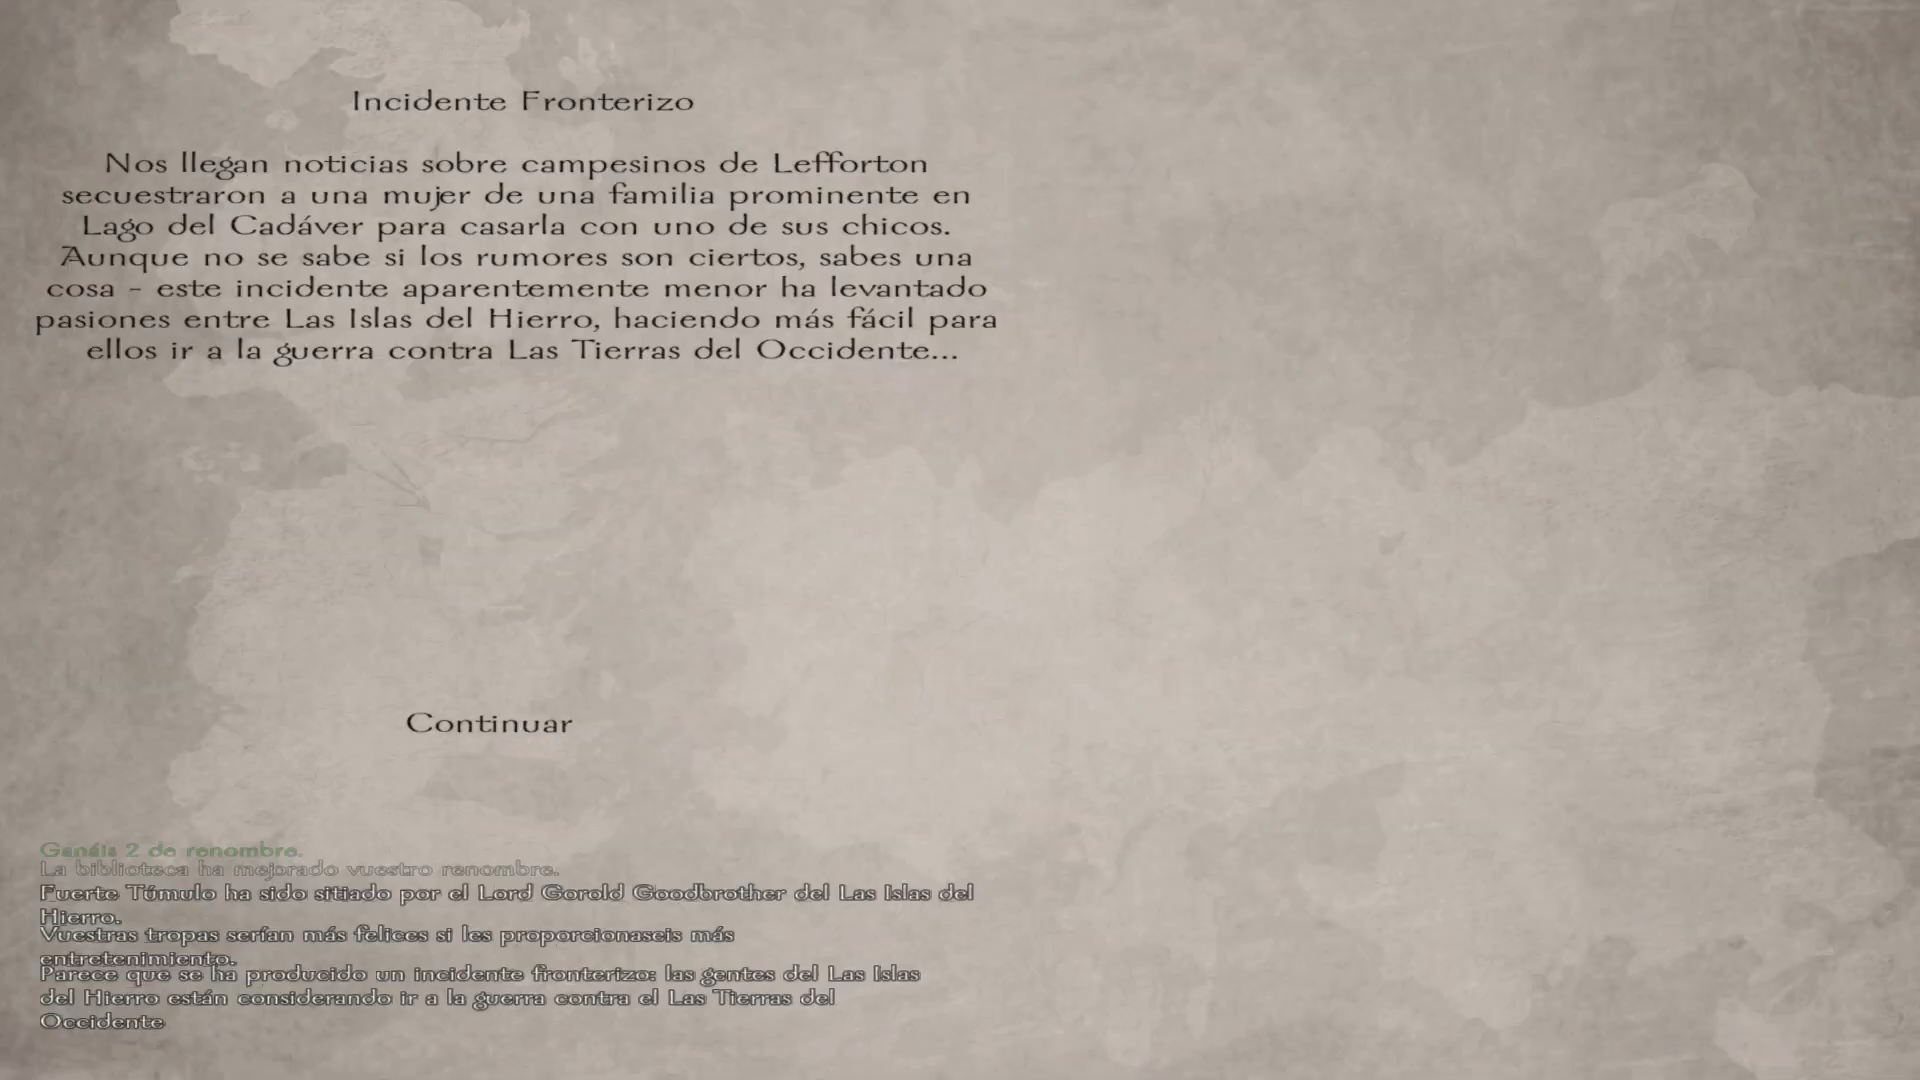 Incidente Fronterizo
Nos llegan noticias sobre campesinos de Lefforton
secuestraron a una mujer de una familia prominente en
Lago del Cadáver para casarla con uno de sus chicos.
Aunque no se sabe si los rumores son ciertos, sabes una
cosa - este incidente aparentemente menor ha levantado
pasiones entre Las Islas del Hierro, haciendo más fácil para
ellos ir a la guerra contra Las Tierras del Occidente...
Continuar
Ganáis 2 de renombre.
La biblioteca ha mejorado vuestro renombre.
Fuerte Túmulo ha sido sitiado por el Lord Gorold Goodbrother del Las Islas del
Hierro.
Vuestras tropas serían más felices si les proporcionaseis más
entretenimiento.
Parece que se ha producido un incidente fronterizo: las gentes del Las Islas
del Hierro están considerando ir a la guerra contra el Las Tierras del
Occidente